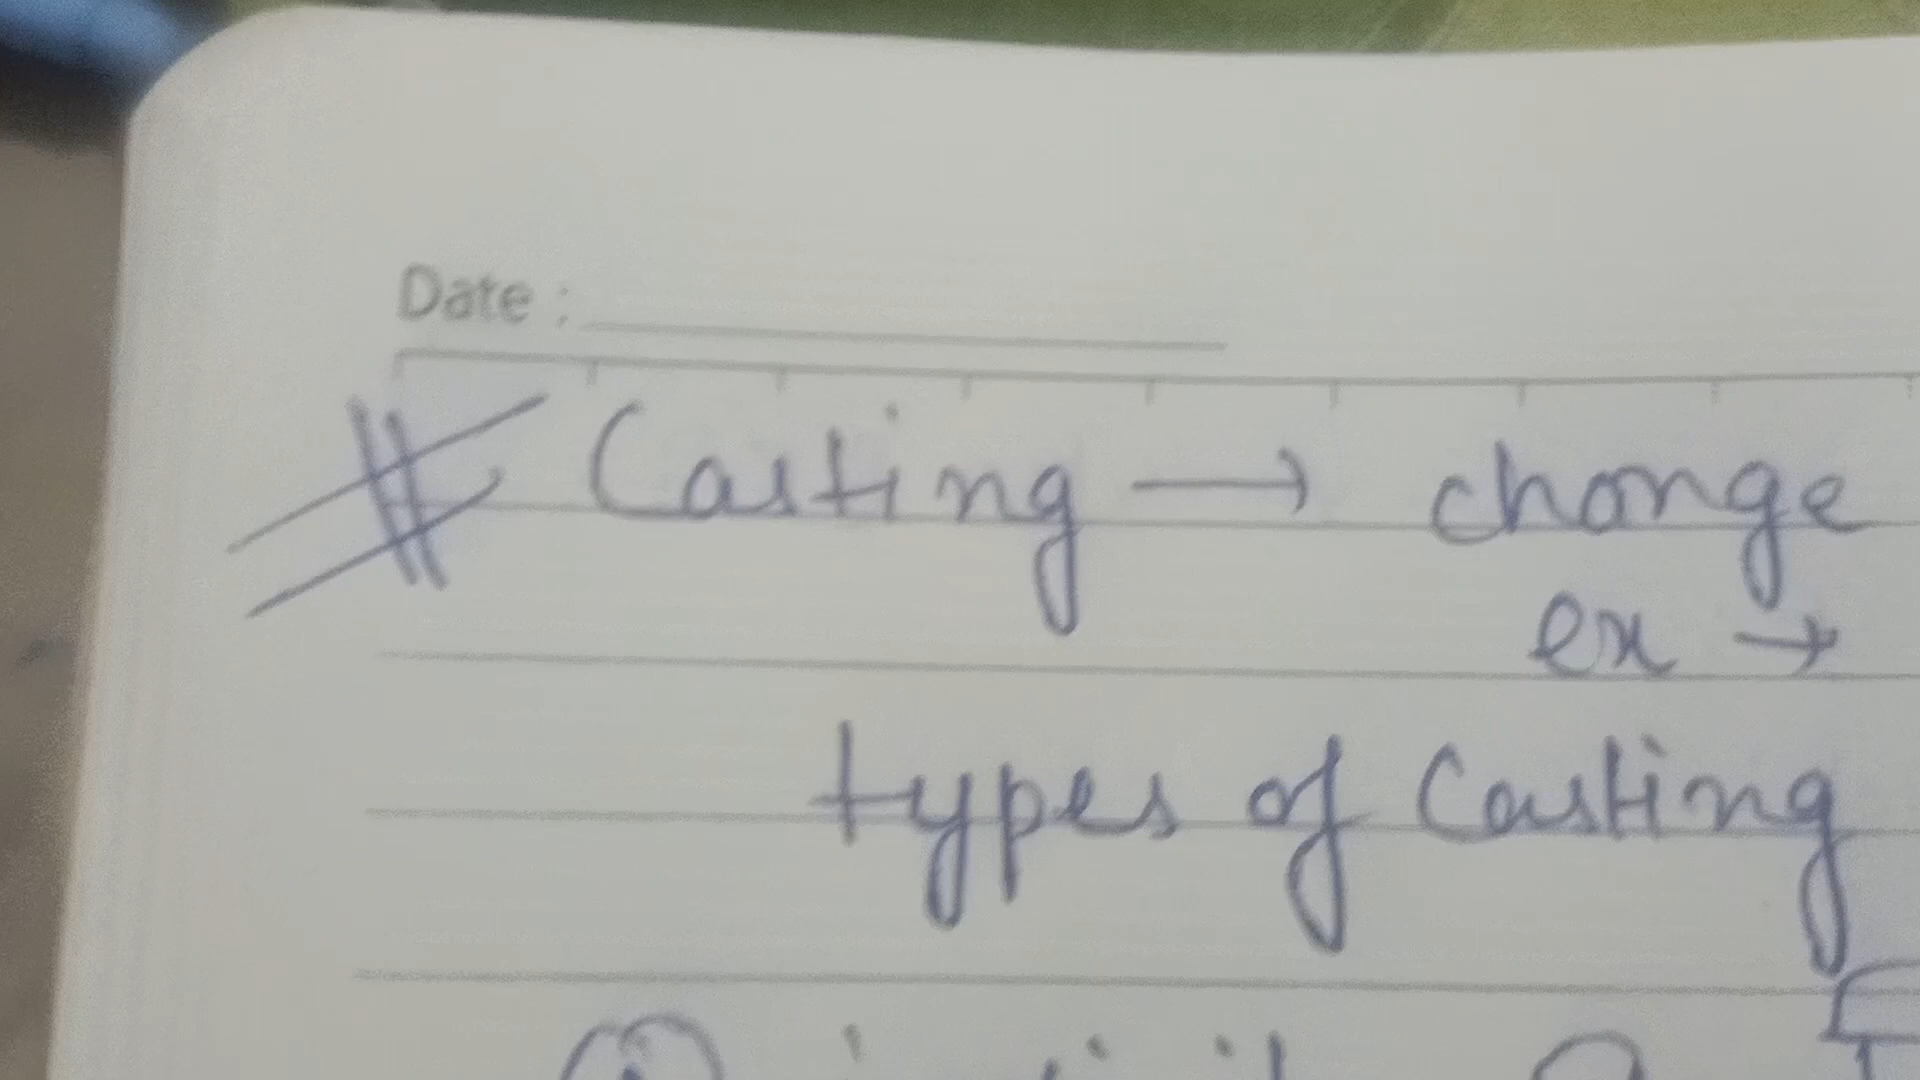 Date :
# Casting → change
ex →
types of Casting